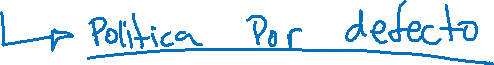 ↳ Politica Por defecto